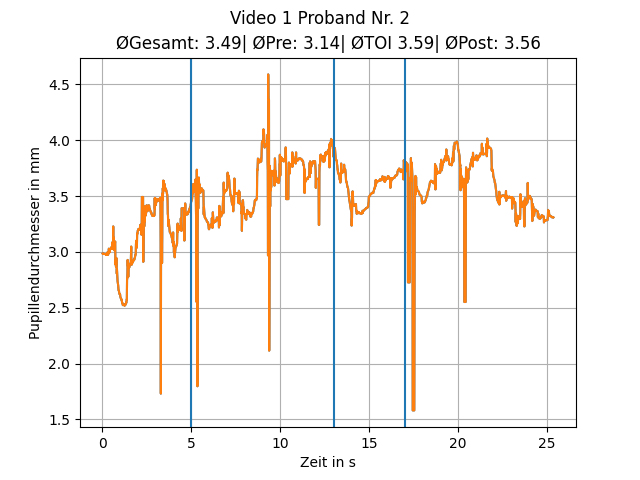 Video 1 Proband Nr. 2
ØGesamt: 3.49| ØPre: 3.14| ØTOI 3.59| ØPost: 3.56
4.5
4.0
3.5
3.0
2.5
2.0
1.5
Pupillendurchmesser in mm
0 5 10 15 20 25
Zeit in s